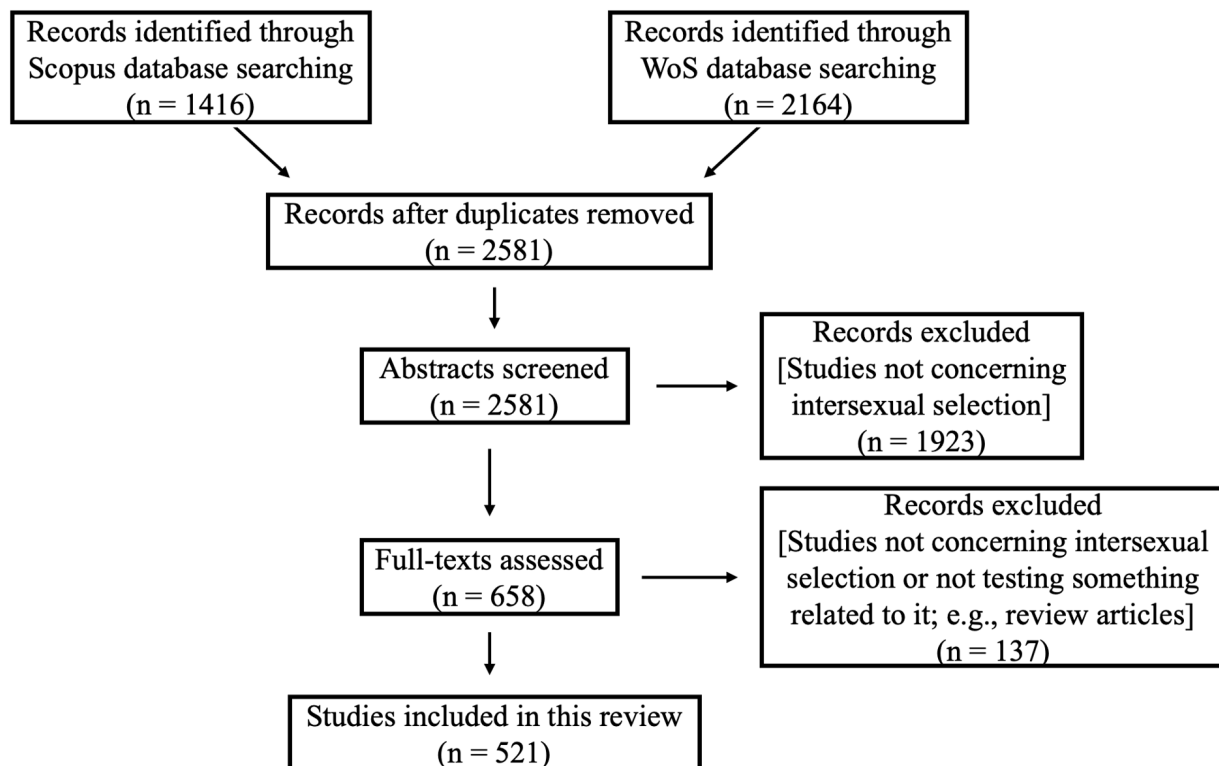 Records identified through
Scopus database searching
(n = 1416)
Records identified through
WoS database searching
(n = 2164)
Records after duplicates removed
(n = 2581)
Abstracts screened
(n = 2581)
Records excluded
[Studies not concerning
intersexual selection]
(n = 1923)
Full-texts assessed
(n = 658)
Records excluded
[Studies not concerning intersexual
selection or not testing something
related to it; e.g., review articles]
(n = 137)
Studies included in this review
(n = 521)